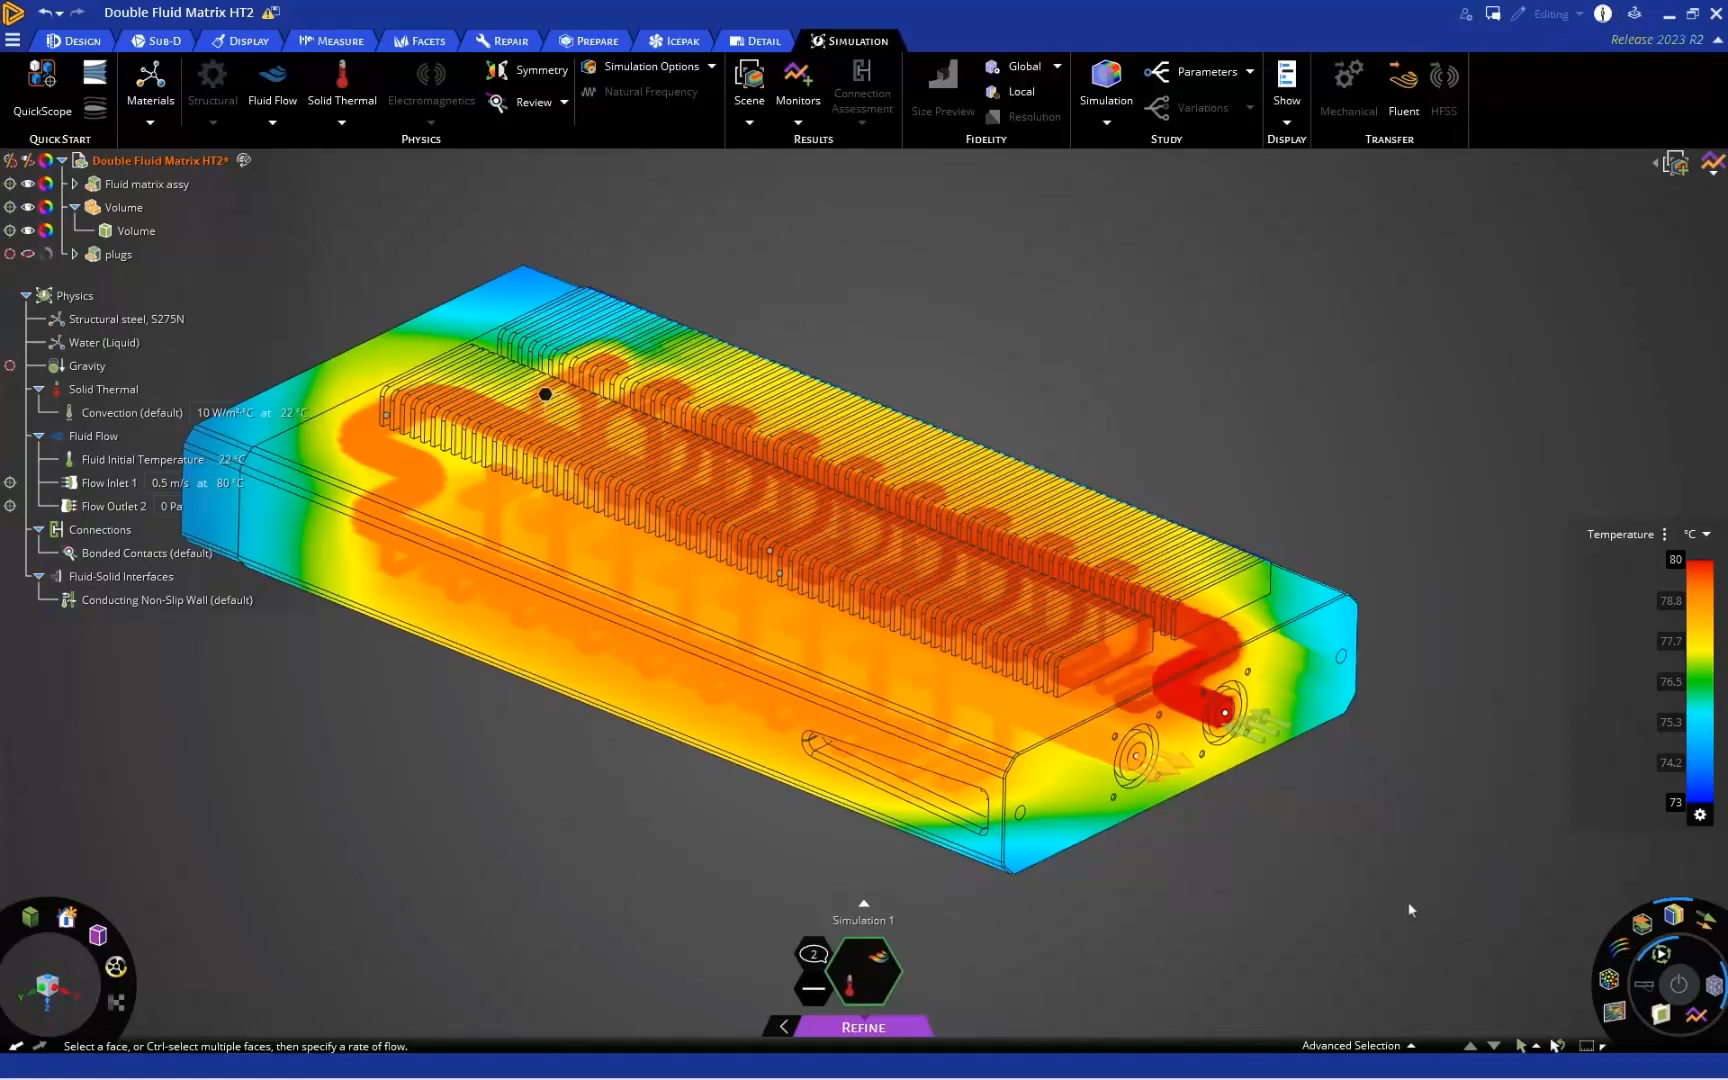 Double Fluid Matrix HT2
Editing
Design Sub-D Display Measure Facets Repair Prepare Icepak Detail Simulation
Release 2023 R2
QuickScope
Materials
Structural
Fluid Flow
Solid Thermal
Electromagnetics
Symmetry
Review
Simulation Options
Natural Frequency
Scene
Monitors
Connection
Assessment
Size Preview
Global
Local
Resolution
Simulation
Parameters
Variations
Show
Mechanical
Fluent
HFSS
Quick Start Physics Results Fidelity Study Display Transfer
Double Fluid Matrix HT2*
Fluid matrix assy
Volume
Volume
plugs
Physics
Structural steel, S275N
Water (Liquid)
Gravity
Solid Thermal
Convection (default) 10 W/m²·°C at 22 °C
Fluid Flow
Fluid Initial Temperature 22 °C
Flow Inlet 1 0.5 m/s at 80 °C
Flow Outlet 2 0 Pa
Connections
Bonded Contacts (default)
Fluid-Solid Interfaces
Conducting Non-Slip Wall (default)
Temperature °C
80
78.8
77.7
76.5
75.3
74.2
73
Simulation 1
2
Refine
Y X Z
Select a face, or Ctrl-select multiple faces, then specify a rate of flow.
Advanced Selection